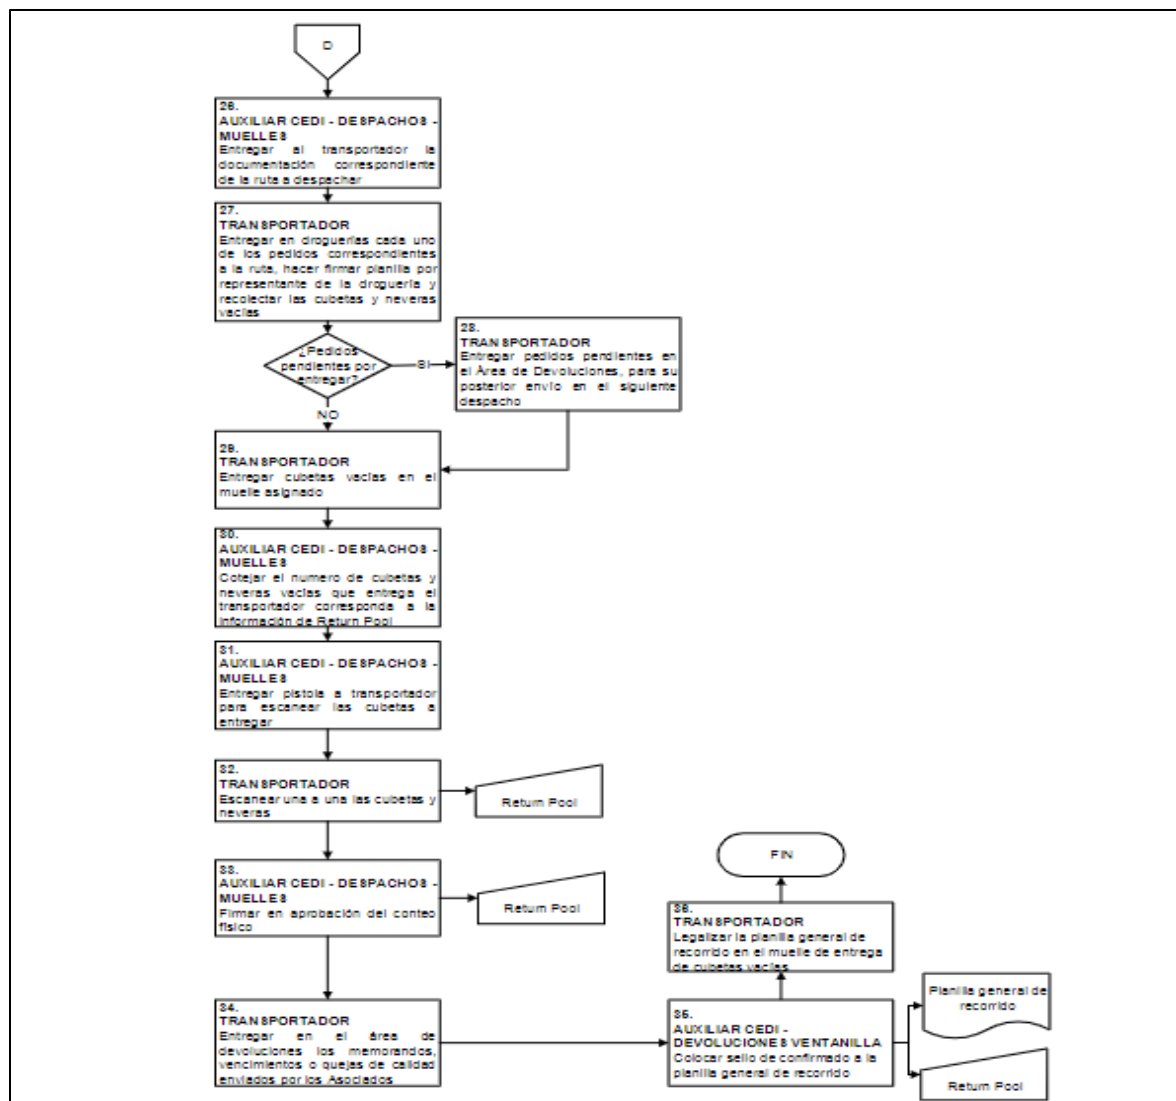 D
26.
AUXILIAR CEDI - DESPACHOS -
MUELLES
Entregar al transportador la
documentación correspondiente
de la ruta a despachar
27.
TRANSPORTADOR
Entregar en droguerías cada uno
de los pedidos correspondientes
a la ruta, hacer firmar planilla por
representante de la droguería y
recolectar las cubetas y neveras
vacías
¿Pedidos
pendientes por
entregar?
SI
28.
TRANSPORTADOR
Entregar pedidos pendientes en
el Área de Devoluciones, para su
posterior envío en el siguiente
despacho
NO
29.
TRANSPORTADOR
Entregar cubetas vacías en el
muelle asignado
30.
AUXILIAR CEDI - DESPACHOS -
MUELLES
Cotejar el numero de cubetas y
neveras vacías que entrega el
transportador corresponda a la
información de Return Pool
31.
AUXILIAR CEDI - DESPACHOS -
MUELLES
Entregar pistola a transportador
para escanear las cubetas a
entregar
32.
TRANSPORTADOR
Escanear una a una las cubetas y
neveras
Return Pool
33.
AUXILIAR CEDI - DESPACHOS -
MUELLES
Firmar en aprobación del conteo
físico
Return Pool
34.
TRANSPORTADOR
Entregar en el área de
devoluciones los memorandos,
vencimientos o quejas de calidad
enviados por los Asociados
35.
AUXILIAR CEDI -
DEVOLUCIONES VENTANILLA
Colocar sello de confirmado a la
planilla general de recorrido
Planilla general de
recorrido
Return Pool
36.
TRANSPORTADOR
Legalizar la planilla general de
recorrido en el muelle de entrega
de cubetas vacías
FIN